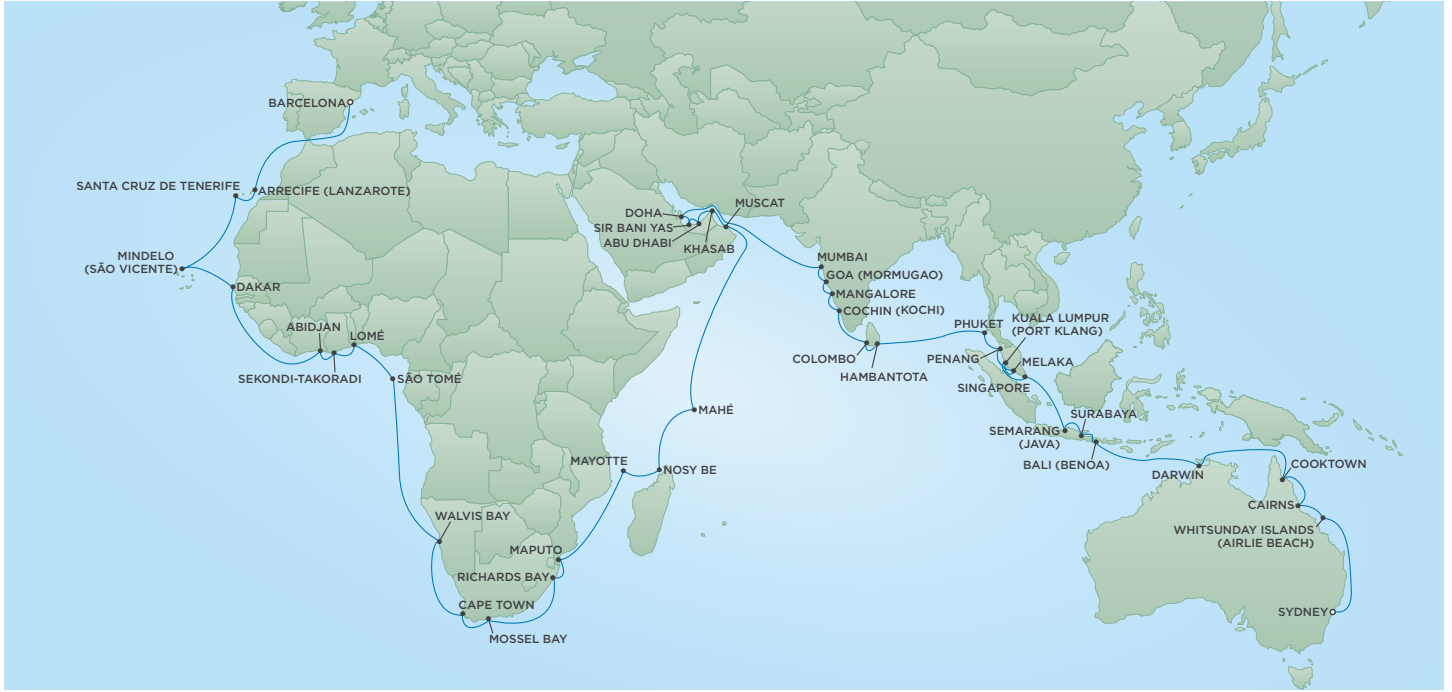 BARCELONA
SANTA CRUZ DE TENERIFE
ARRECIFE (LANZAROTE)
MINDELO
(SÃO VICENTE)
DAKAR
ABIDJAN
LOMÉ
SEKONDI-TAKORADI
SÃO TOMÉ
WALVIS BAY
CAPE TOWN
MOSSEL BAY
RICHARDS BAY
MAPUTO
MAYOTTE
NOSY BE
MAHÉ
DOHA
SIR BANI YAS
ABU DHABI
KHASAB
MUSCAT
MUMBAI
GOA (MORMUGAO)
MANGALORE
COCHIN (KOCHI)
COLOMBO
HAMBANTOTA
PHUKET
KUALA LUMPUR
(PORT KLANG)
PENANG
MELAKA
SINGAPORE
SURABAYA
SEMARANG
(JAVA)
BALI (BENOA)
DARWIN
COOKTOWN
CAIRNS
WHITSUNDAY ISLANDS
(AIRLIE BEACH)
SYDNEY